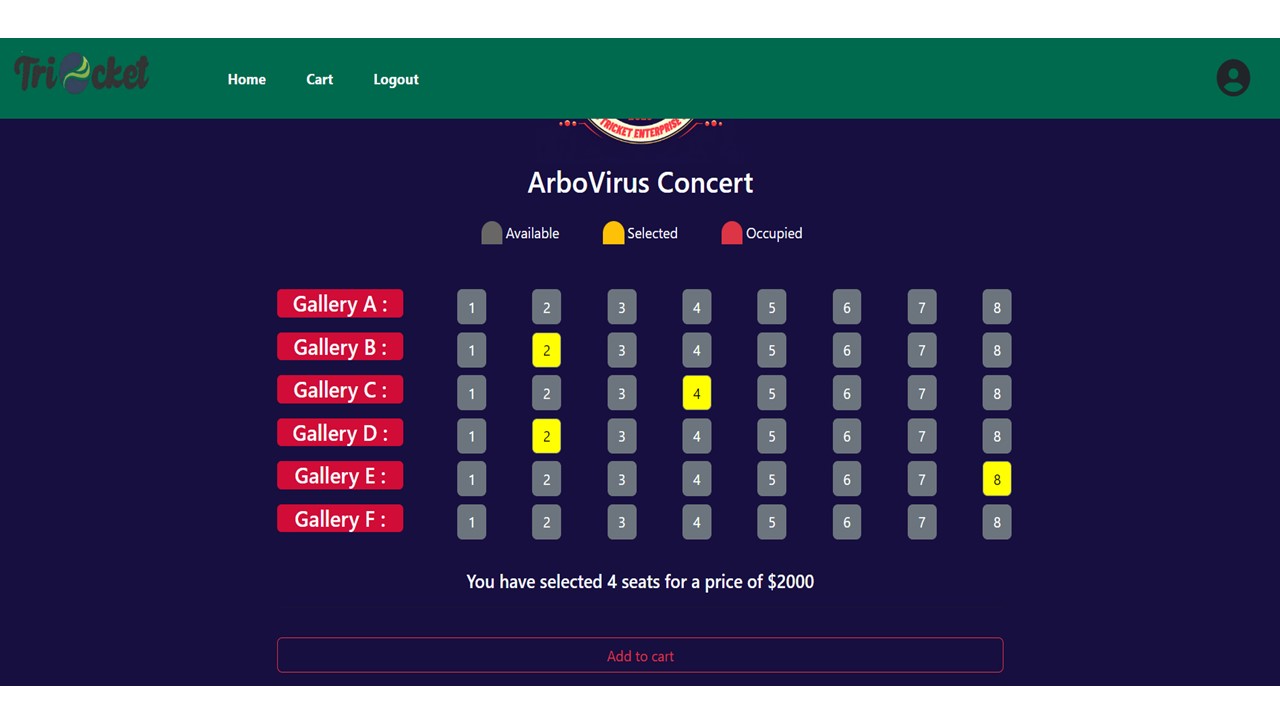 Tricket
Home Cart Logout
TRICKET ENTERPRISE
ArboVirus Concert
Available Selected Occupied
Gallery A : 1 2 3 4 5 6 7 8
Gallery B : 1 2 3 4 5 6 7 8
Gallery C : 1 2 3 4 5 6 7 8
Gallery D : 1 2 3 4 5 6 7 8
Gallery E : 1 2 3 4 5 6 7 8
Gallery F : 1 2 3 4 5 6 7 8
You have selected 4 seats for a price of $2000
Add to cart